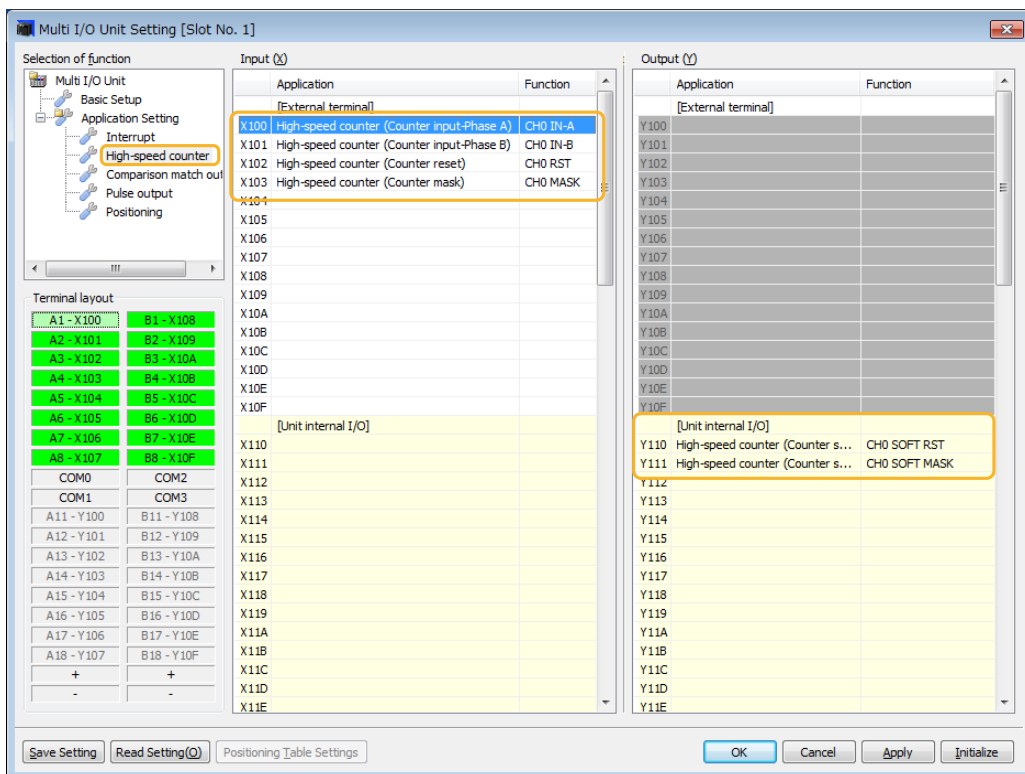 Multi I/O Unit Setting [Slot No. 1]
Selection of function
Multi I/O Unit
Basic Setup
Application Setting
Interrupt
High-speed counter
Comparison match out
Pulse output
Positioning
Terminal layout
A1 - X100 B1 - X108
A2 - X101 B2 - X109
A3 - X102 B3 - X10A
A4 - X103 B4 - X10B
A5 - X104 B5 - X10C
A6 - X105 B6 - X10D
A7 - X106 B7 - X10E
A8 - X107 B8 - X10F
COM0 COM2
COM1 COM3
A11 - Y100 B11 - Y108
A12 - Y101 B12 - Y109
A13 - Y102 B13 - Y10A
A14 - Y103 B14 - Y10B
A15 - Y104 B15 - Y10C
A16 - Y105 B16 - Y10D
A17 - Y106 B17 - Y10E
A18 - Y107 B18 - Y10F
+ +
- -
Input (X)
Application Function
[External terminal]
X100 High-speed counter (Counter input-Phase A) CH0 IN-A
X101 High-speed counter (Counter input-Phase B) CH0 IN-B
X102 High-speed counter (Counter reset) CH0 RST
X103 High-speed counter (Counter mask) CH0 MASK
X104
X105
X106
X107
X108
X109
X10A
X10B
X10C
X10D
X10E
X10F
[Unit internal I/O]
X110
X111
X112
X113
X114
X115
X116
X117
X118
X119
X11A
X11B
X11C
X11D
X11E
Output (Y)
Application Function
[External terminal]
Y100
Y101
Y102
Y103
Y104
Y105
Y106
Y107
Y108
Y109
Y10A
Y10B
Y10C
Y10D
Y10E
Y10F
[Unit internal I/O]
Y110 High-speed counter (Counter s... CH0 SOFT RST
Y111 High-speed counter (Counter s... CH0 SOFT MASK
Y112
Y113
Y114
Y115
Y116
Y117
Y118
Y119
Y11A
Y11B
Y11C
Y11D
Y11E
Save Setting Read Setting(O) Positioning Table Settings OK Cancel Apply Initialize